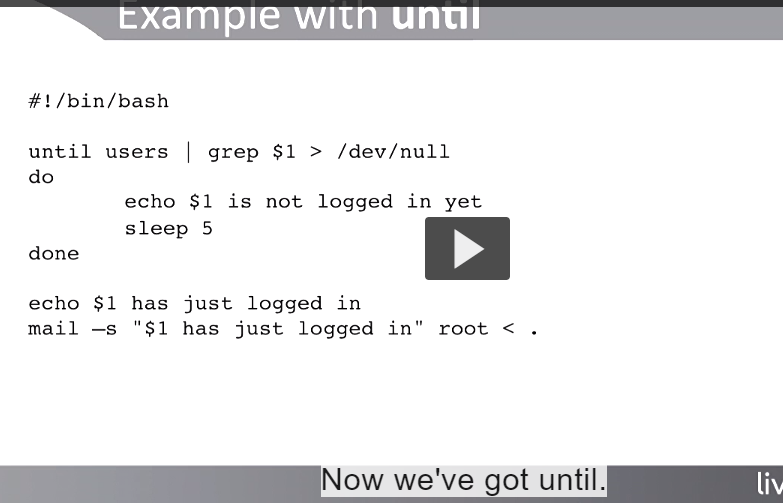 Example with until
#!/bin/bash
until users | grep $1 > /dev/null
do
echo $1 is not logged in yet
sleep 5
done
echo $1 has just logged in
mail –s "$1 has just logged in" root < .
Now we've got until.
liv